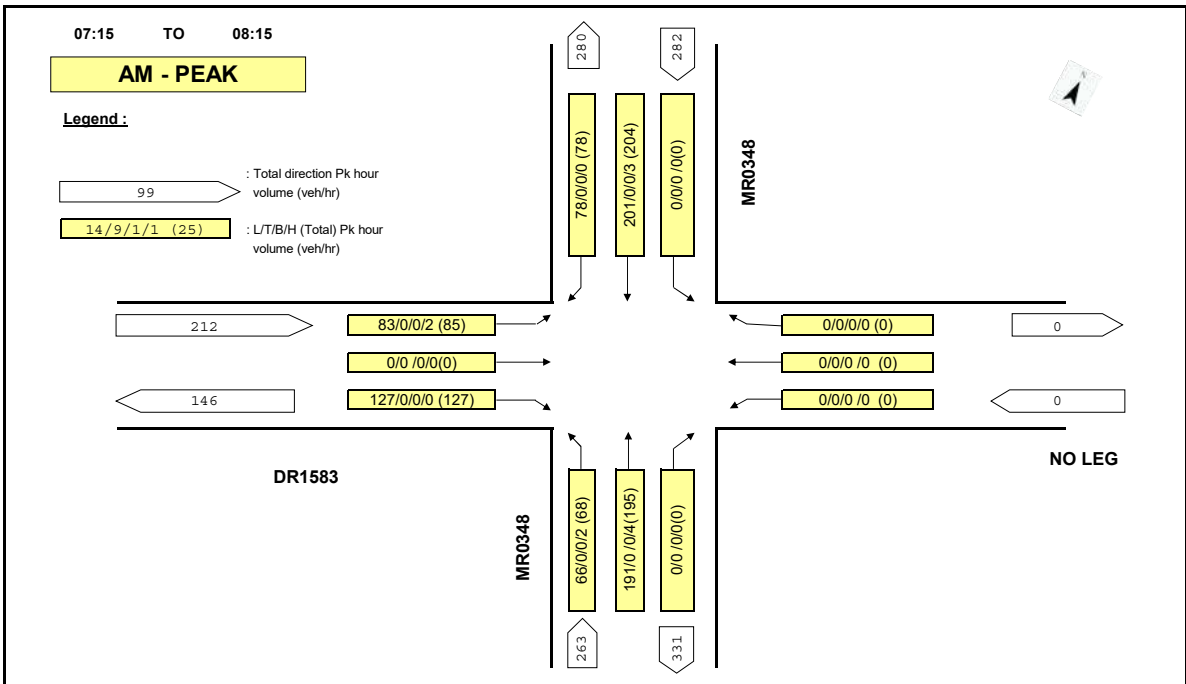 07:15 TO 08:15
AM - PEAK
Legend :
99
: Total direction Pk hour
volume (veh/hr)
14/9/1/1 (25)
: L/T/B/H (Total) Pk hour
volume (veh/hr)
280
282
N
78/0/0/0 (78)
201/0/0/3 (204)
0/0/0 /0(0)
MR0348
212
83/0/0/2 (85)
0/0/0/0 (0)
0
0/0 /0/0(0)
0/0/0 /0 (0)
146
127/0/0/0 (127)
0/0/0 /0 (0)
0
DR1583
NO LEG
MR0348
66/0/0/2 (68)
191/0 /0/4(195)
0/0 /0/0(0)
263
331